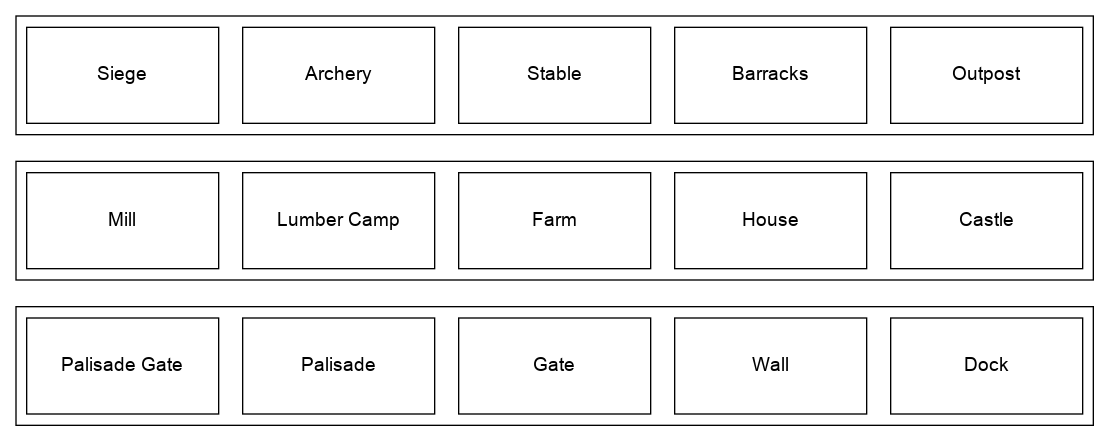 Siege
Archery
Stable
Barracks
Outpost
Mill
Lumber Camp
Farm
House
Castle
Palisade Gate
Palisade
Gate
Wall
Dock